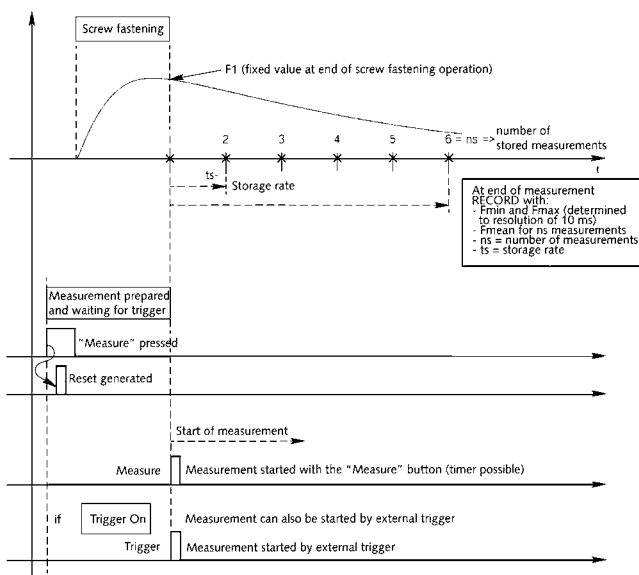 Screw fastening
F1 (fixed value at end of screw fastening operation)
2 3 4 5 6 = ns => number of
stored measurements
t
ts-
Storage rate
At end of measurement
RECORD with:
- Fmin and Fmax (determined
to resolution of 10 ms)
- Fmean for ns measurements
- ns = number of measurements
- ts = storage rate
Measurement prepared
and waiting for trigger
"Measure" pressed
Reset generated
Start of measurement
Measure Measurement started with the "Measure" button (timer possible)
if Trigger On Measurement can also be started by external trigger
Trigger Measurement started by external trigger